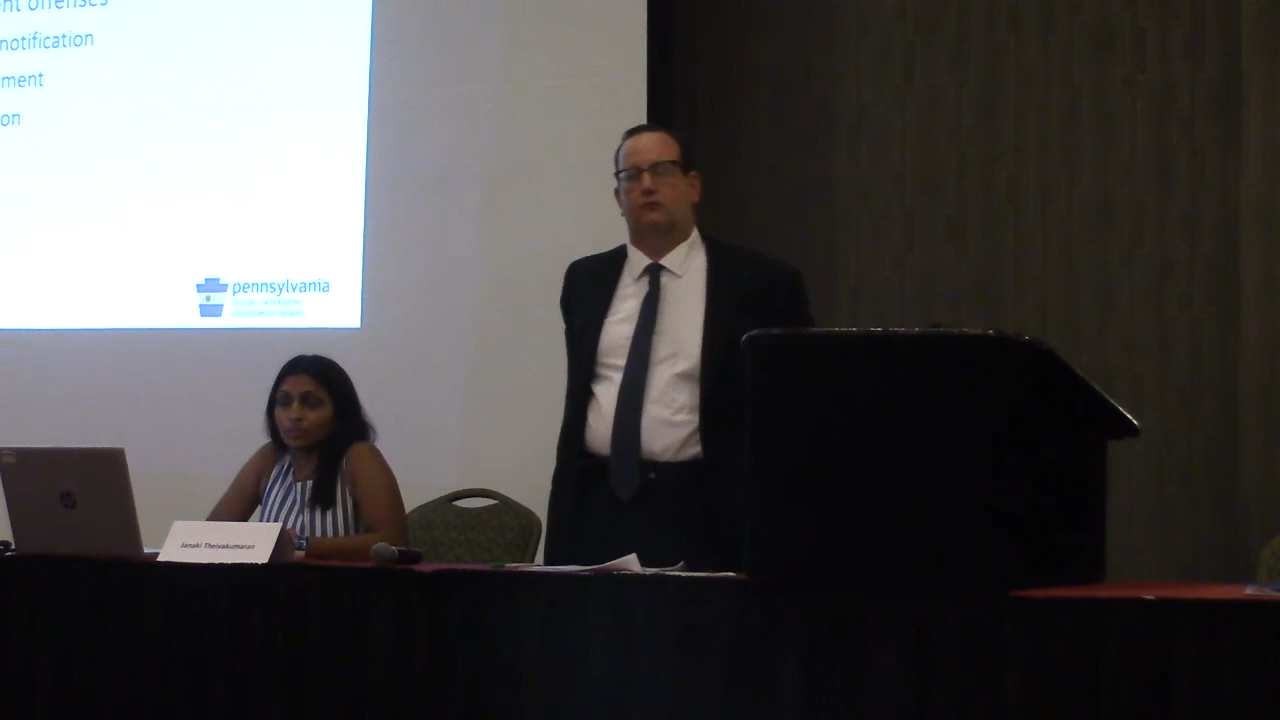 nt offenses
notification
ment
on
pennsylvania
Janaki Theivakumaran